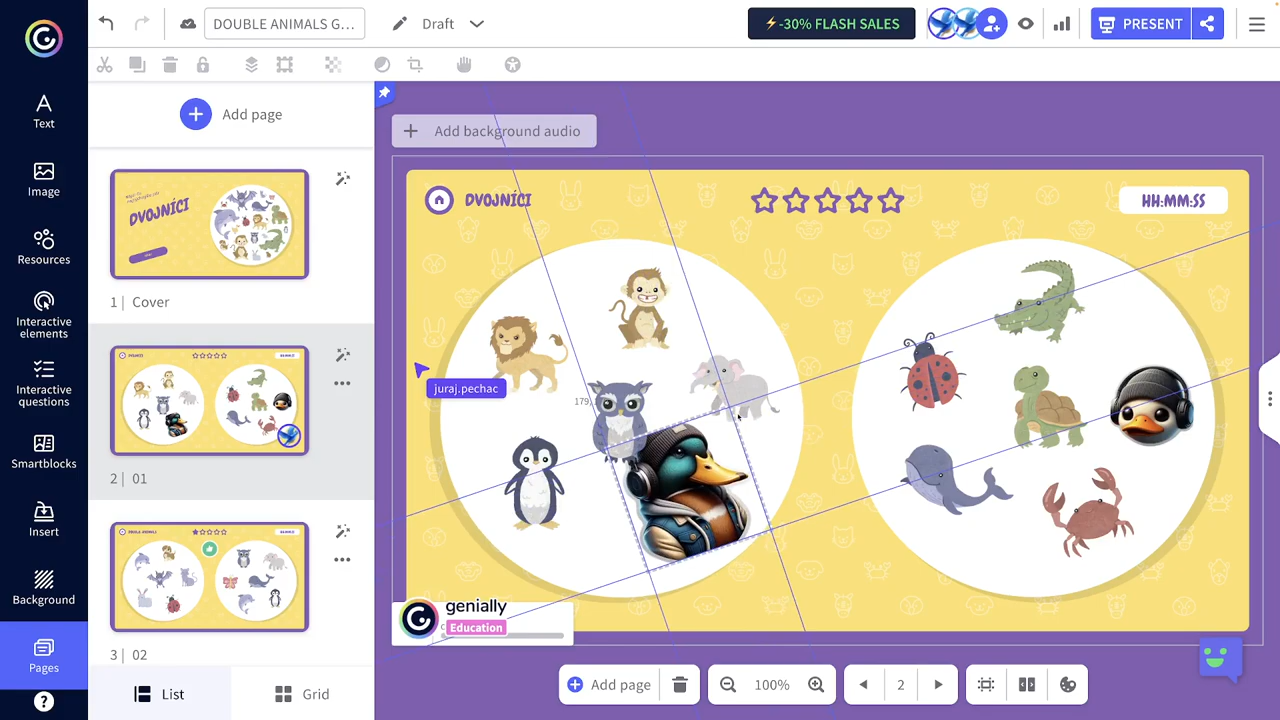 DOUBLE ANIMALS G...
Draft
⚡-30% FLASH SALES
PRESENT
Text
Image
Resources
Interactive
elements
Interactive
questions
Smartblocks
Insert
Background
Pages
Add page
DVOJNÍCI
1 | Cover
2 | 01
3 | 02
List
Grid
Add background audio
DVOJNÍCI
HH:MM:SS
juraj.pechac
genially
Education
Add page
100%
2